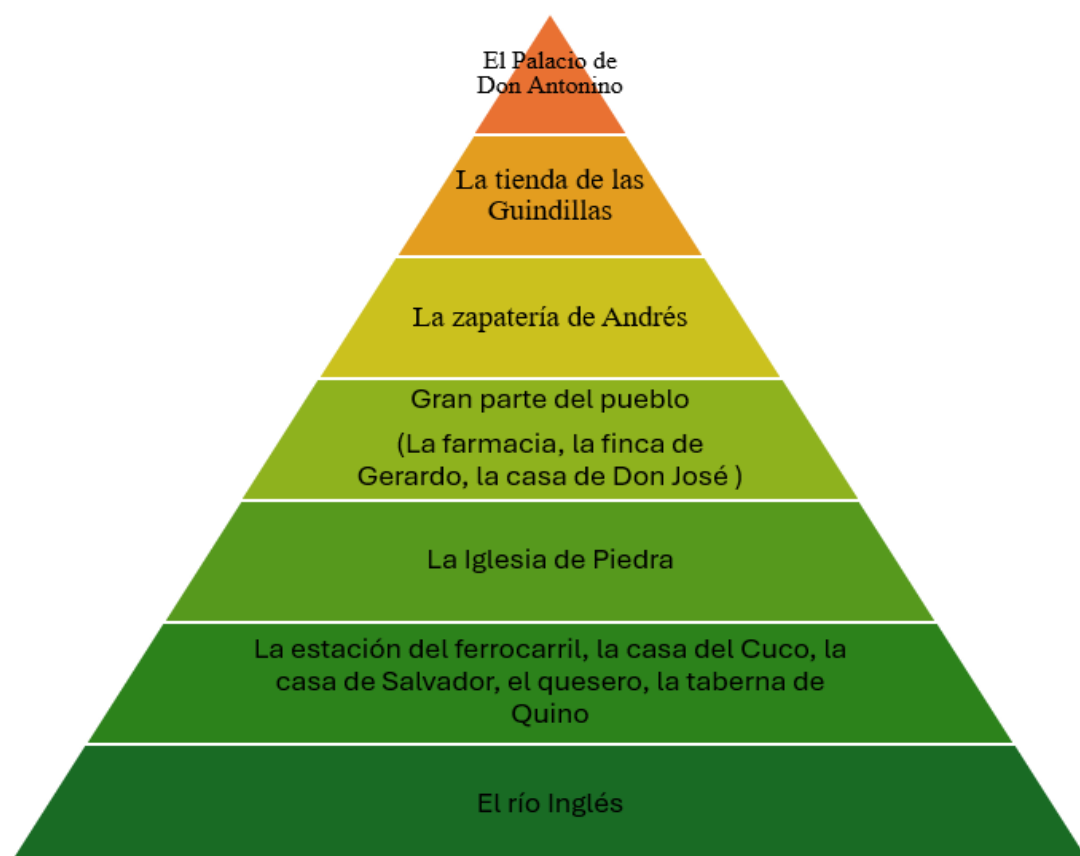 El Palacio de
Don Antonino
La tienda de las
Guindillas
La zapatería de Andrés
Gran parte del pueblo
(La farmacia, la finca de
Gerardo, la casa de Don José )
La Iglesia de Piedra
La estación del ferrocarril, la casa del Cuco, la
casa de Salvador, el quesero, la taberna de
Quino
El río Inglés